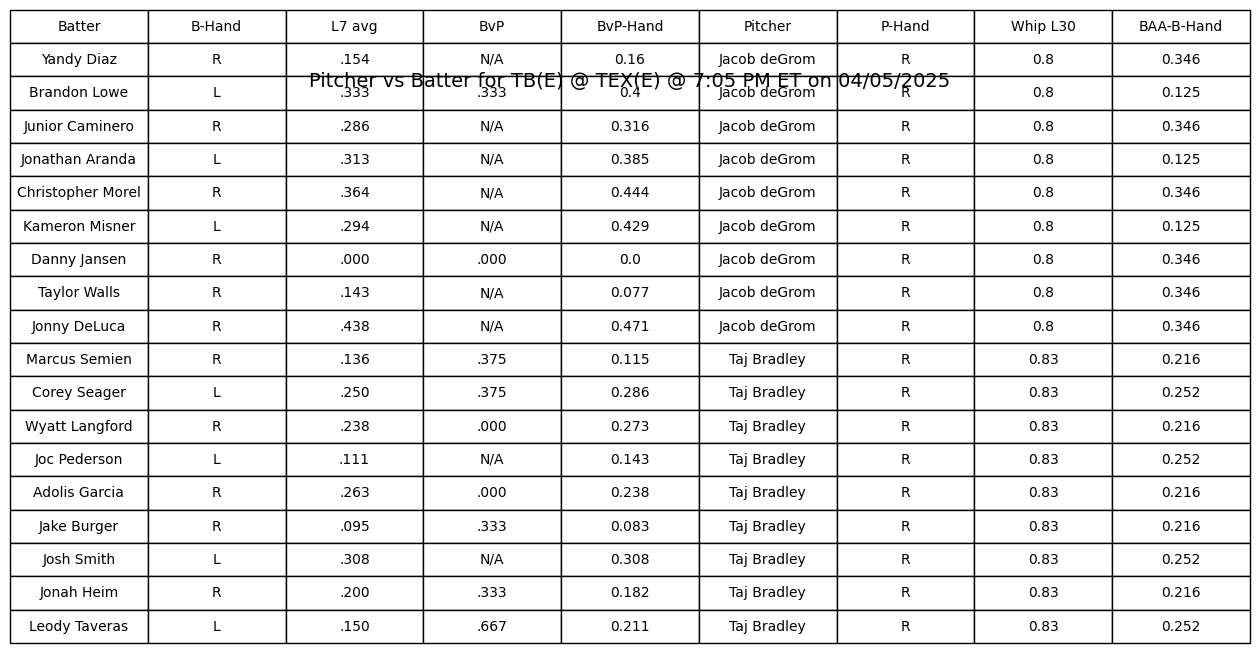 Batter B-Hand L7 avg BvP BvP-Hand Pitcher P-Hand Whip L30 BAA-B-Hand
Yandy Diaz R .154 N/A 0.16 Jacob deGrom R 0.8 0.346
Pitcher vs Batter for TB(E) @ TEX(E) @ 7:05 PM ET on 04/05/2025
Brandon Lowe L .333 .333 0.4 Jacob deGrom R 0.8 0.125
Junior Caminero R .286 N/A 0.316 Jacob deGrom R 0.8 0.346
Jonathan Aranda L .313 N/A 0.385 Jacob deGrom R 0.8 0.125
Christopher Morel R .364 N/A 0.444 Jacob deGrom R 0.8 0.346
Kameron Misner L .294 N/A 0.429 Jacob deGrom R 0.8 0.125
Danny Jansen R .000 .000 0.0 Jacob deGrom R 0.8 0.346
Taylor Walls R .143 N/A 0.077 Jacob deGrom R 0.8 0.346
Jonny DeLuca R .438 N/A 0.471 Jacob deGrom R 0.8 0.346
Marcus Semien R .136 .375 0.115 Taj Bradley R 0.83 0.216
Corey Seager L .250 .375 0.286 Taj Bradley R 0.83 0.252
Wyatt Langford R .238 .000 0.273 Taj Bradley R 0.83 0.216
Joc Pederson L .111 N/A 0.143 Taj Bradley R 0.83 0.252
Adolis Garcia R .263 .000 0.238 Taj Bradley R 0.83 0.216
Jake Burger R .095 .333 0.083 Taj Bradley R 0.83 0.216
Josh Smith L .308 N/A 0.308 Taj Bradley R 0.83 0.252
Jonah Heim R .200 .333 0.182 Taj Bradley R 0.83 0.216
Leody Taveras L .150 .667 0.211 Taj Bradley R 0.83 0.252